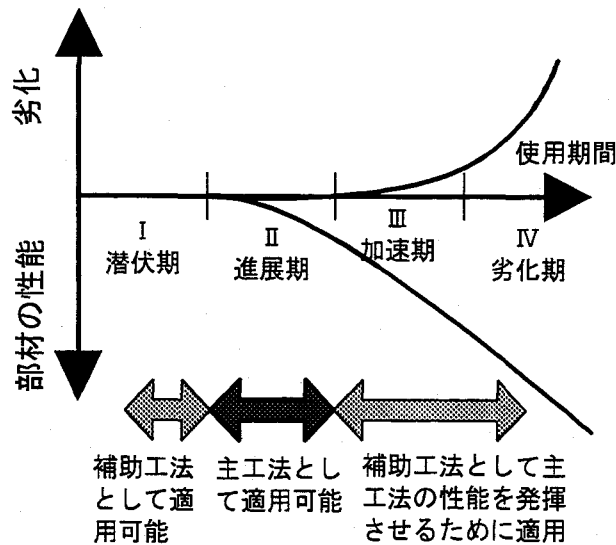 劣化
部材の性能
使用期間
Ⅰ
潜伏期
Ⅱ
進展期
Ⅲ
加速期
Ⅳ
劣化期
補助工法
として適
用可能
主工法とし
て適用可能
補助工法として主
工法の性能を発揮
させるために適用